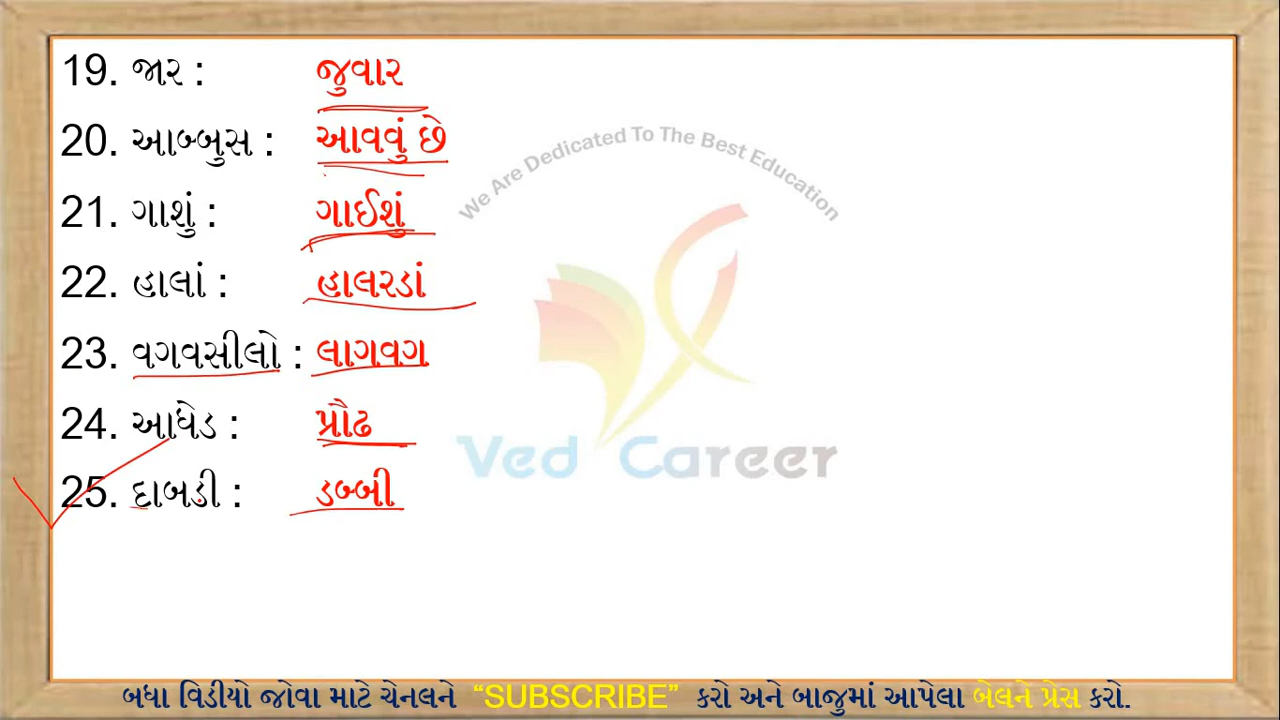 19. જાર : જુવાર
20. આબ્બુસ : આવવું છે
21. ગાશું : ગાઈશું
22. હાલાં : હાલરડાં
23. વગવસીલો : લાગવગ
24. આધેડ : પ્રૌઢ
25. દાબડી : ડબ્બી
We Are Dedicated To The Best Education
Ved Career
બધા વિડીયો જોવા માટે ચેનલને “SUBSCRIBE” કરો અને બાજુમાં આપેલા બેલને પ્રેસ કરો.